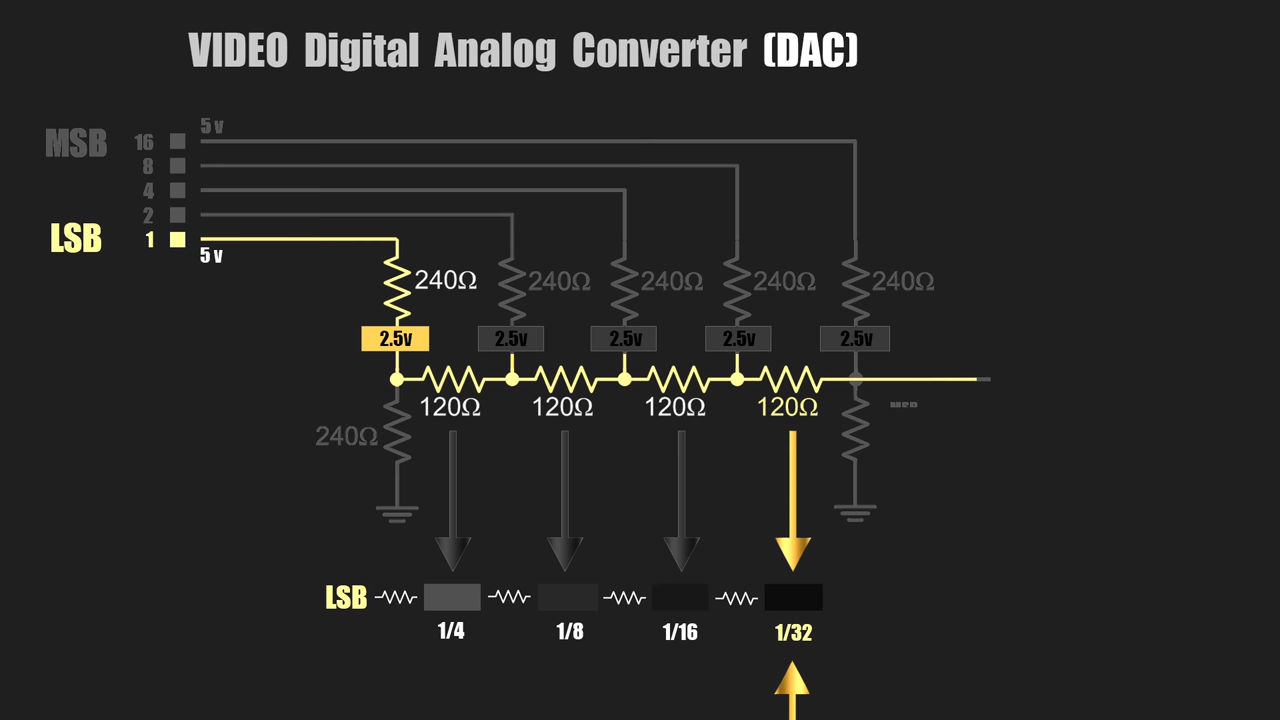 VIDEO Digital Analog Converter (DAC)
5 v
MSB 16
8
4
2
LSB 1
5 v
240Ω 240Ω 240Ω 240Ω 240Ω
2.5v 2.5v 2.5v 2.5v 2.5v
120Ω 120Ω 120Ω 120Ω
240Ω
LSB
1/4 1/8 1/16 1/32